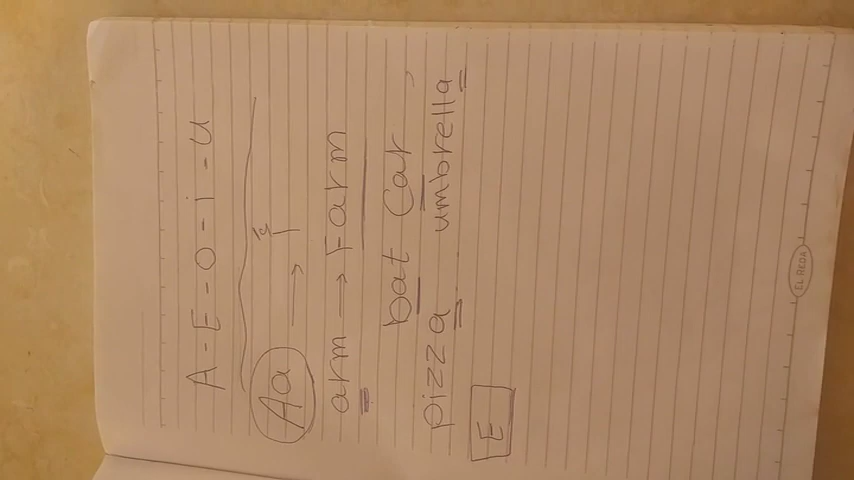 A-E-O-i-u
Aa → أ
arm → Farm
bat Car,
pizza umbrella
E
EL REDA